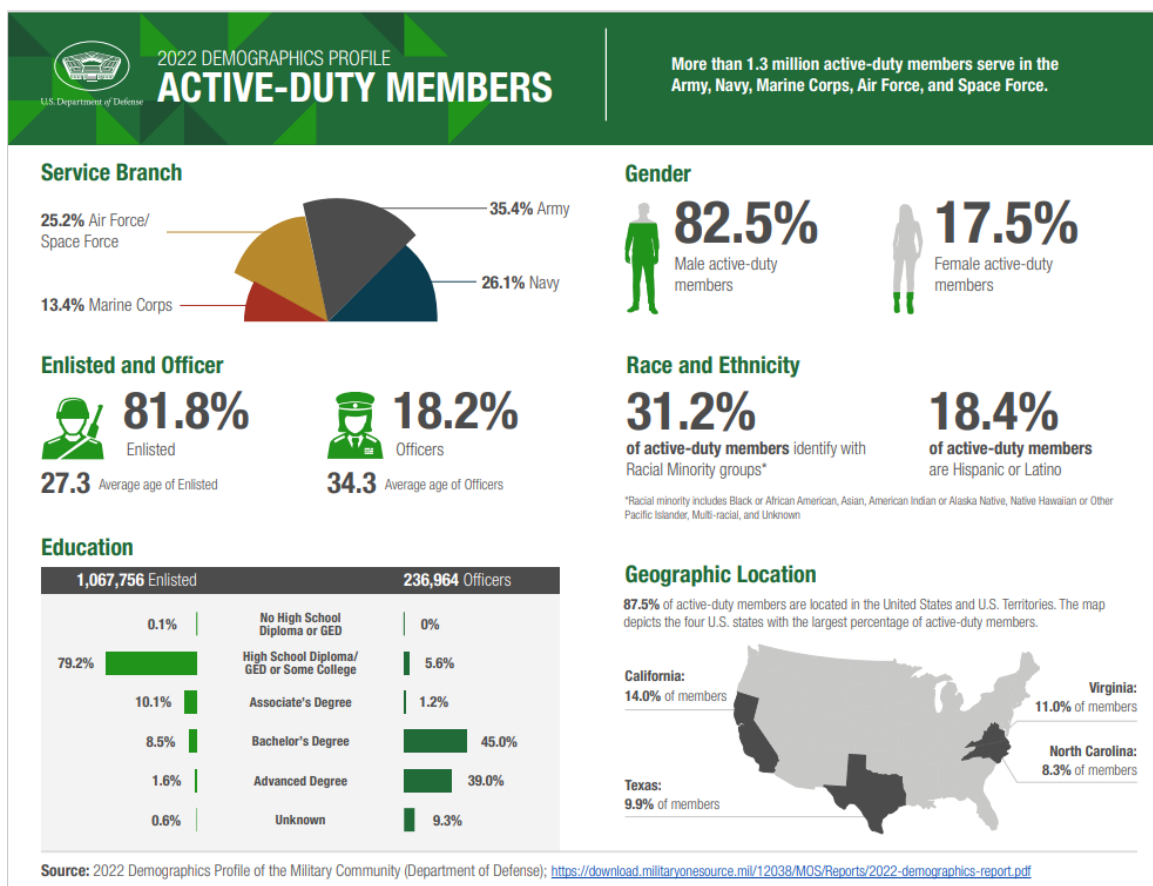 U.S. Department of Defense
2022 DEMOGRAPHICS PROFILE
ACTIVE-DUTY MEMBERS
More than 1.3 million active-duty members serve in the
Army, Navy, Marine Corps, Air Force, and Space Force.
Service Branch
25.2% Air Force/
Space Force
35.4% Army
13.4% Marine Corps
26.1% Navy
Gender
82.5%
Male active-duty
members
17.5%
Female active-duty
members
Enlisted and Officer
81.8%
Enlisted
27.3 Average age of Enlisted
18.2%
Officers
34.3 Average age of Officers
Race and Ethnicity
31.2%
of active-duty members identify with
Racial Minority groups*
18.4%
of active-duty members
are Hispanic or Latino
*Racial minority includes Black or African American, Asian, American Indian or Alaska Native, Native Hawaiian or Other
Pacific Islander, Multi-racial, and Unknown
Education
1,067,756 Enlisted 236,964 Officers
0.1% No High School Diploma or GED 0%
79.2% High School Diploma/ GED or Some College 5.6%
10.1% Associate's Degree 1.2%
8.5% Bachelor's Degree 45.0%
1.6% Advanced Degree 39.0%
0.6% Unknown 9.3%
Geographic Location
87.5% of active-duty members are located in the United States and U.S. Territories. The map
depicts the four U.S. states with the largest percentage of active-duty members.
California:
14.0% of members
Virginia:
11.0% of members
North Carolina:
8.3% of members
Texas:
9.9% of members
Source: 2022 Demographics Profile of the Military Community (Department of Defense); https://download.militaryonesource.mil/12038/MOS/Reports/2022-demographics-report.pdf